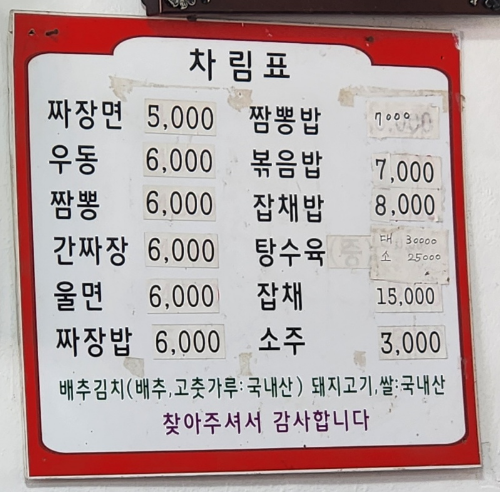 차림표
짜장면 5,000 짬뽕밥 7000
우동 6,000 볶음밥 7,000
짬뽕 6,000 잡채밥 8,000
간짜장 6,000 탕수육 (중) 대 30000
소 25000
울면 6,000 잡채 15,000
짜장밥 6,000 소주 3,000
배추김치(배추,고춧가루:국내산) 돼지고기,쌀:국내산
찾아주셔서 감사합니다